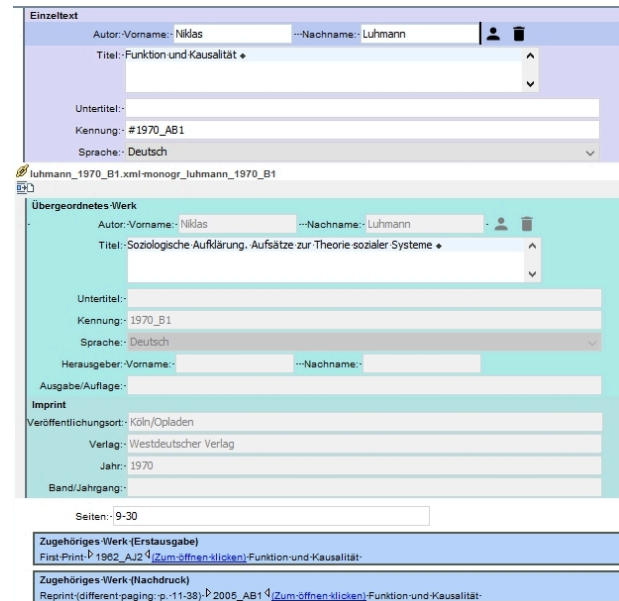 Einzeltext
Autor: Vorname: Niklas Nachname: Luhmann
Titel: Funktion und Kausalität
Untertitel:
Kennung: #1970_AB1
Sprache: Deutsch
luhmann_1970_B1.xml-monogr_luhmann_1970_B1
Übergeordnetes Werk
Autor: Vorname: Niklas Nachname: Luhmann
Titel: Soziologische Aufklärung. Aufsätze zur Theorie sozialer Systeme
Untertitel:
Kennung: 1970_B1
Sprache: Deutsch
Herausgeber: Vorname: Nachname:
Ausgabe/Auflage:
Imprint
Veröffentlichungsort: Köln/Opladen
Verlag: Westdeutscher Verlag
Jahr: 1970
Band/Jahrgang:
Seiten: 9-30
Zugehöriges Werk (Erstausgabe)
First Print 1962_AJ2 (Zum öffnen klicken) Funktion und Kausalität
Zugehöriges Werk (Nachdruck)
Reprint (different paging: p. 11-38) 2005_AB1 (Zum öffnen klicken) Funktion und Kausalität